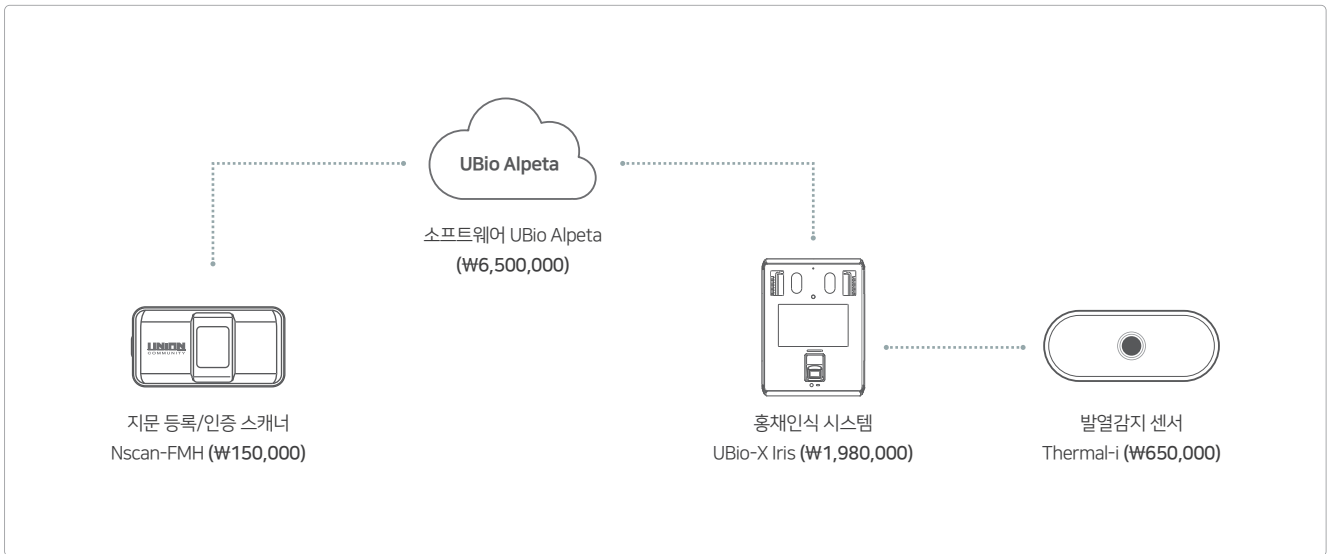 UBio Alpeta
소프트웨어 UBio Alpeta
(₩6,500,000)
UNION
COMMUNITY
지문 등록/인증 스캐너
Nscan-FMH (₩150,000)
홍채인식 시스템
UBio-X Iris (₩1,980,000)
발열감지 센서
Thermal-i (₩650,000)